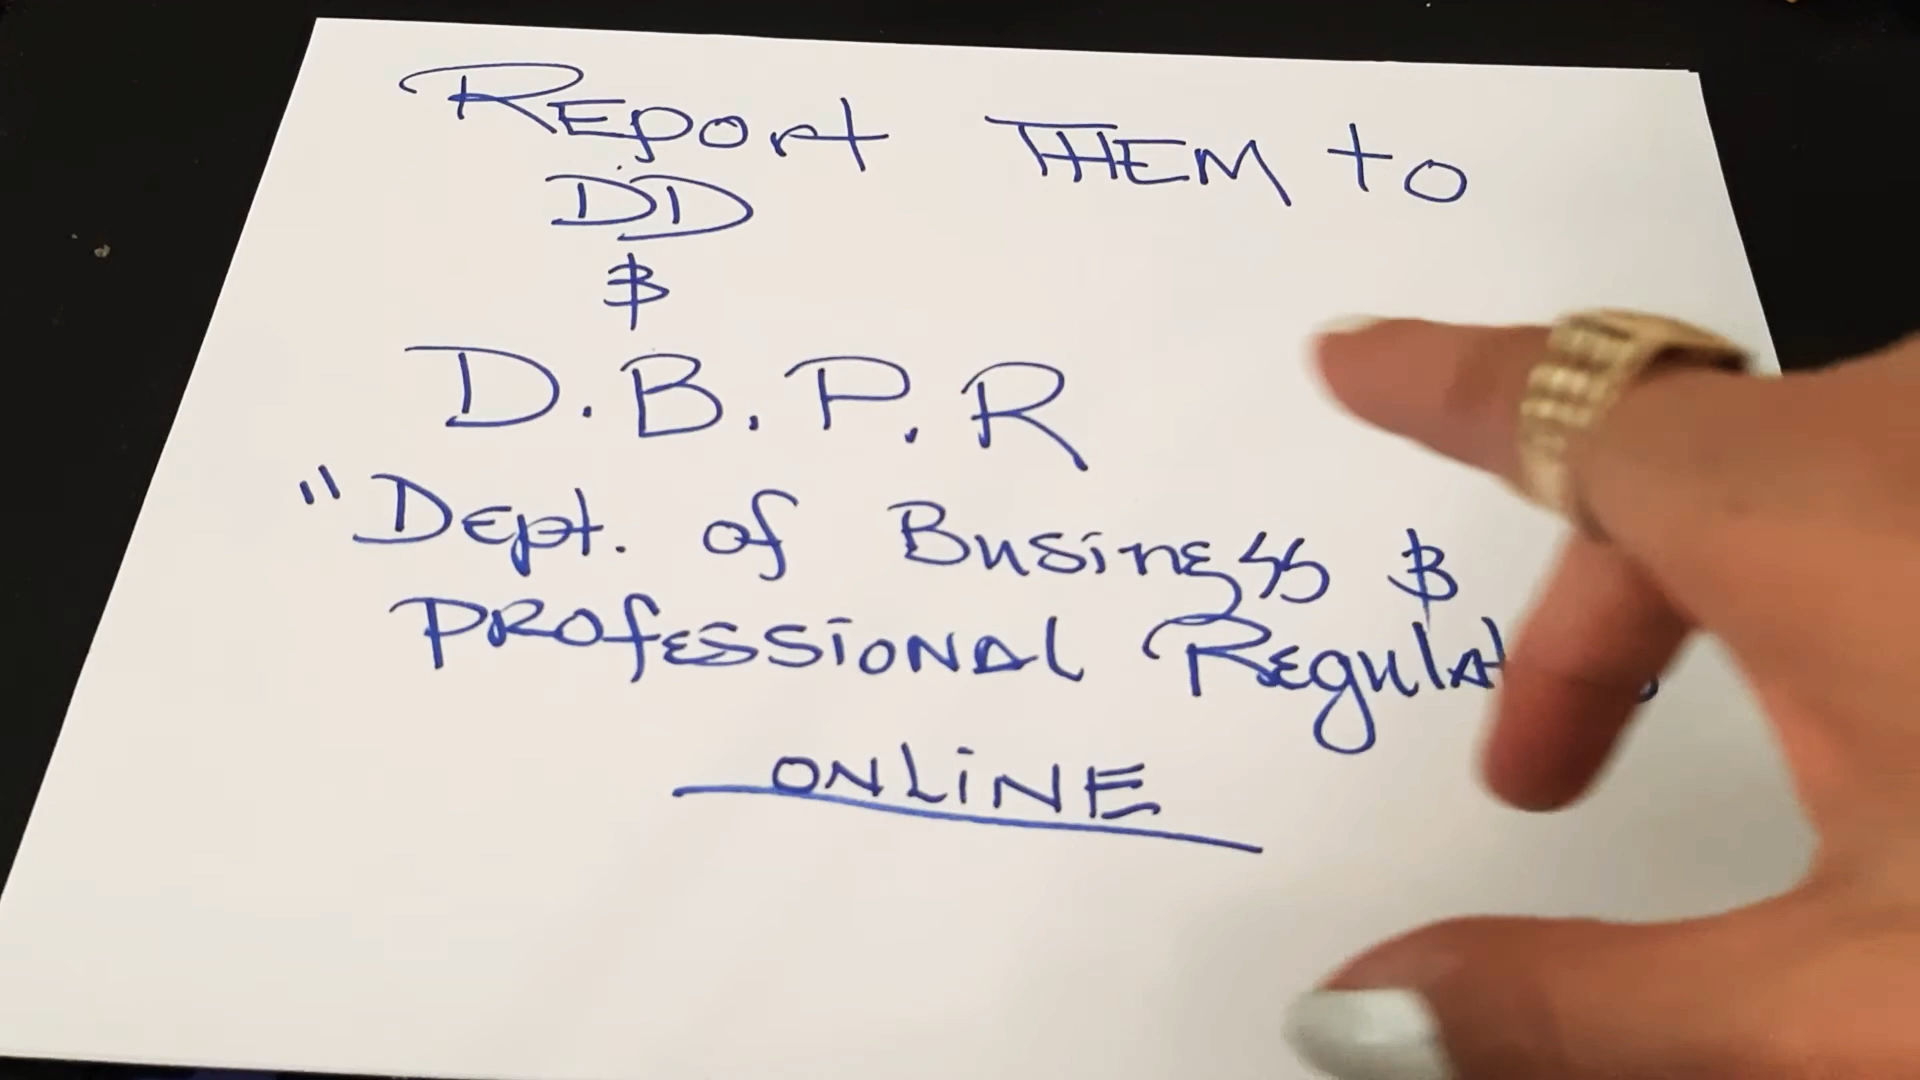 REport THEM to
DD
&
D.B.P.R
"Dept. of Business &
PROfESSiONAL
ONLiNE